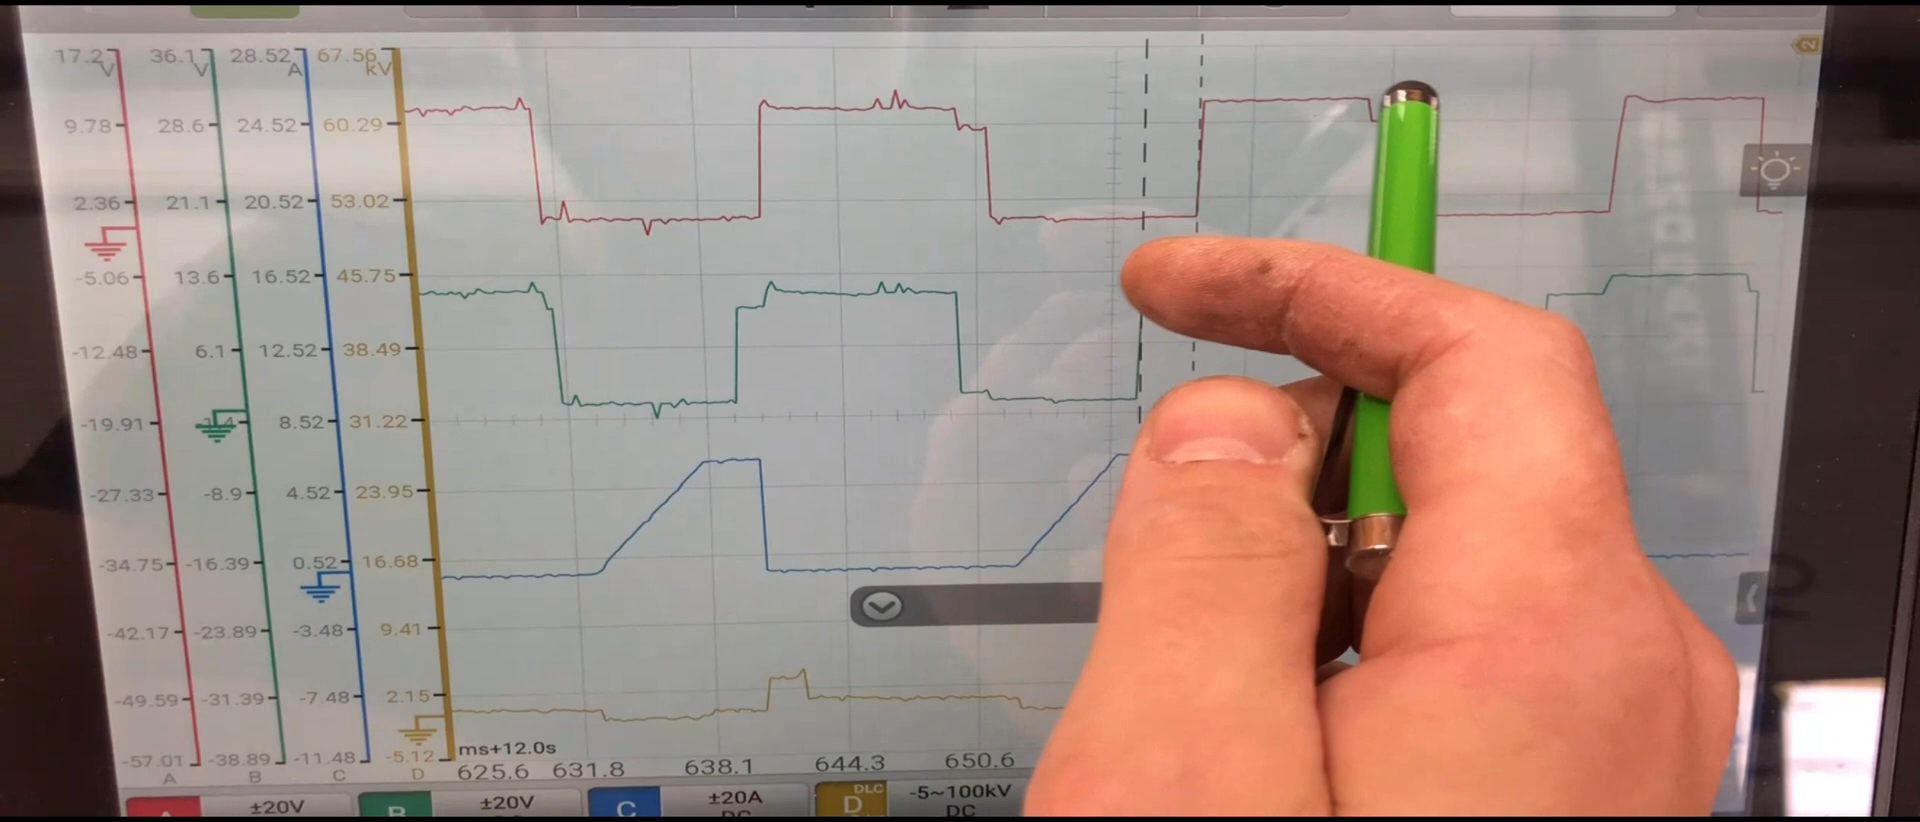 17.2 36.1 28.52 67.56
V V A kV
2
9.78 28.6 24.52 60.29
2.36 21.1 20.52 53.02
-5.06 13.6 16.52 45.75
-12.48 6.1 12.52 38.49
-19.91 8.52 31.22
-27.33 -8.9 4.52 23.95
-34.75 -16.39 0.52 16.68
-42.17 -23.89 -3.48 9.41
-49.59 -31.39 -7.48 2.15
-57.01 -38.89 -11.48 -5.12
ms+12.0s
A B C D 625.6 631.8 638.1 644.3 650.6
±20V B ±20V C ±20A DLC D -5~100kV
DC DC